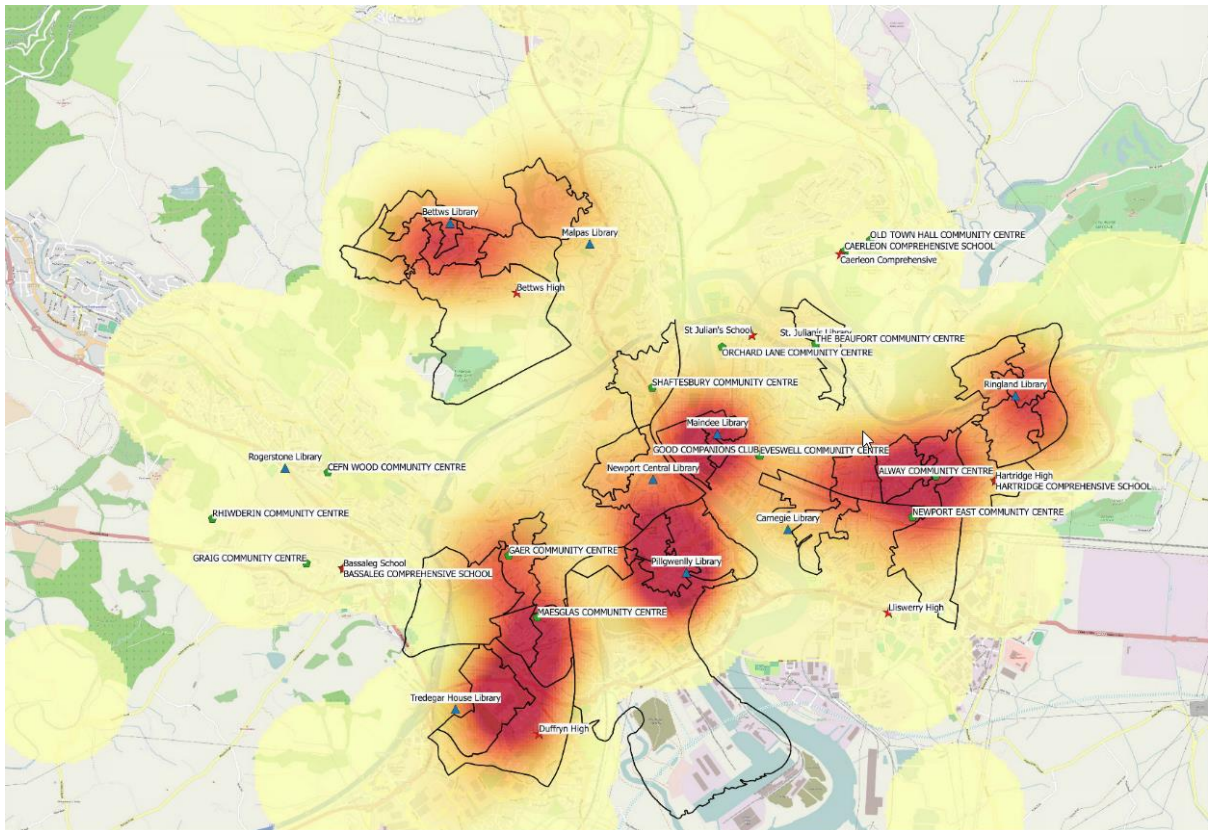 Bettws Library
Malpas Library
OLD TOWN HALL COMMUNITY CENTRE
CAERLEON COMPREHENSIVE SCHOOL
Caerleon Comprehensive
Bettws High
St Julian's School
St. Julian's Library
THE BEAUFORT COMMUNITY CENTRE
ORCHARD LANE COMMUNITY CENTRE
SHAFTESBURY COMMUNITY CENTRE
Ringland Library
Maindee Library
GOOD COMPANIONS CLUB
EVESWELL COMMUNITY CENTRE
Rogerstone Library
CEFN WOOD COMMUNITY CENTRE
Newport Central Library
ALWAY COMMUNITY CENTRE
Hartridge High
HARTRIDGE COMPREHENSIVE SCHOOL
RHIWDERIN COMMUNITY CENTRE
Carnegie Library
NEWPORT EAST COMMUNITY CENTRE
GAER COMMUNITY CENTRE
GRAIG COMMUNITY CENTRE
Bassaleg School
BASSALEG COMPREHENSIVE SCHOOL
Pillgwenlly Library
MAESGLAS COMMUNITY CENTRE
Lliswerry High
Tredegar House Library
Duffryn High